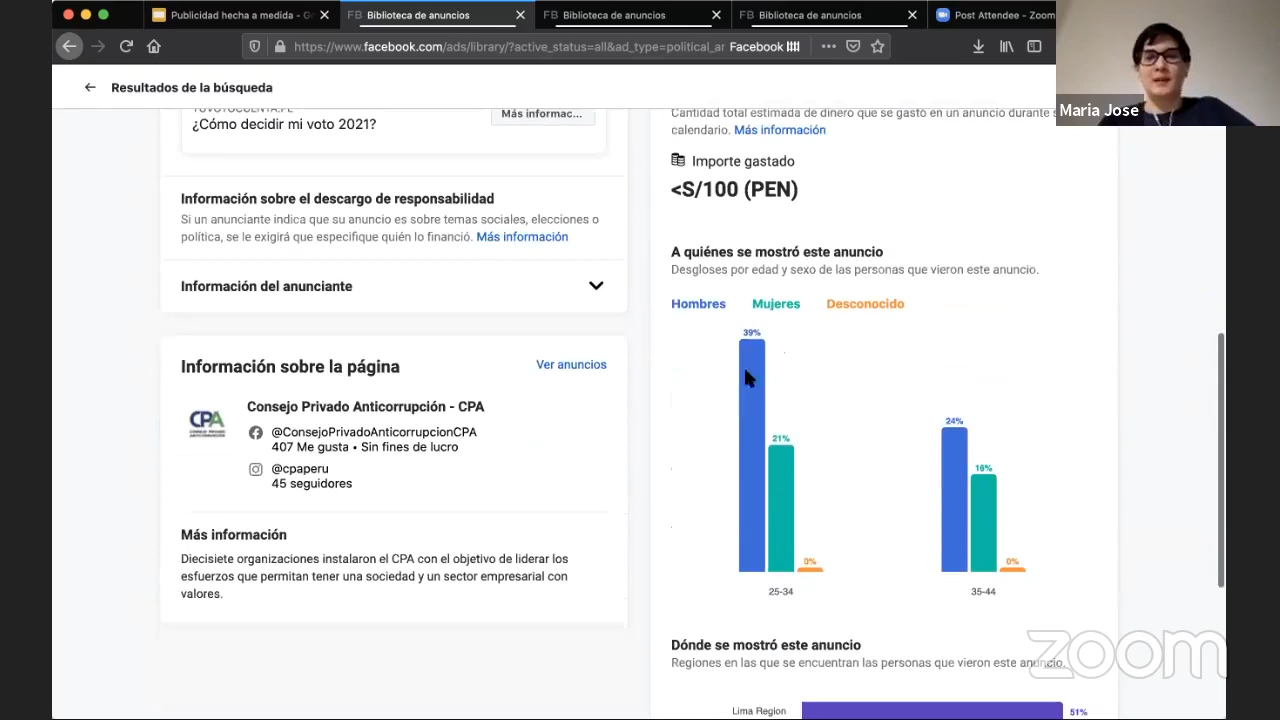 Publicidad hecha a medida - G
FB Biblioteca de anuncios
FB Biblioteca de anuncios
FB Biblioteca de anuncios
Post Attendee - Zoom
https://www.facebook.com/ads/library/?active_status=all&ad_type=political_ar
Facebook
Resultados de la búsqueda
Maria Jose
TUVOTOCUENTA.PE
¿Cómo decidir mi voto 2021?
Más informac...
Información sobre el descargo de responsabilidad
Si un anunciante indica que su anuncio es sobre temas sociales, elecciones o
política, se le exigirá que especifique quién lo financió. Más información
Información del anunciante
Información sobre la página
Ver anuncios
CPA
Consejo Privado Anticorrupción - CPA
@ConsejoPrivadoAnticorrupcionCPA
407 Me gusta • Sin fines de lucro
@cpaperu
45 seguidores
Más información
Diecisiete organizaciones instalaron el CPA con el objetivo de liderar los
esfuerzos que permitan tener una sociedad y un sector empresarial con
valores.
Cantidad total estimada de dinero que se gastó en un anuncio durante s
calendario. Más información
Importe gastado
<S/100 (PEN)
A quiénes se mostró este anuncio
Desgloses por edad y sexo de las personas que vieron este anuncio.
Hombres Mujeres Desconocido
39%
21%
0%
24%
16%
0%
25-34
35-44
Dónde se mostró este anuncio
Regiones en las que se encuentran las personas que vieron este anuncio.
Lima Region
51%
zoom